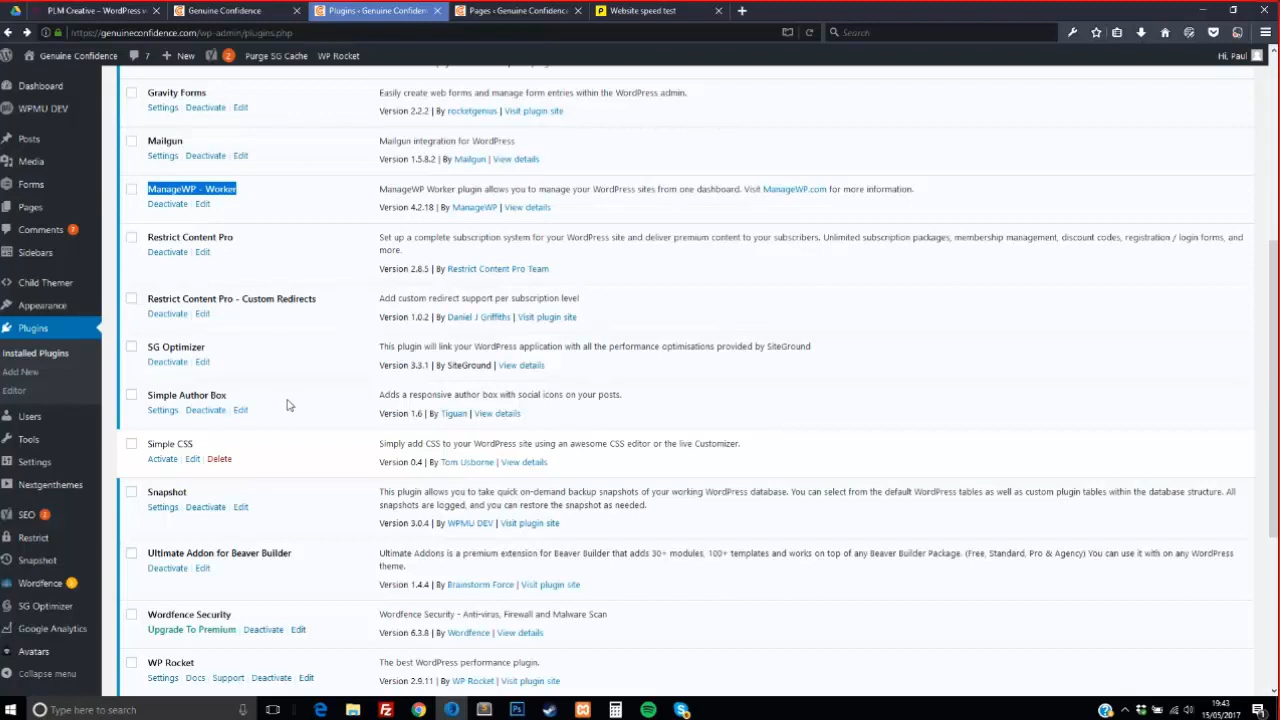 PLM Creative – WordPress v
Genuine Confidence
Plugins ‹ Genuine Confiden
Pages ‹ Genuine Confidence
Website speed test
https://genuineconfidence.com/wp-admin/plugins.php
Search
Genuine Confidence
7
New
2
Purge SG Cache
WP Rocket
Hi, Paul
Dashboard
WPMU DEV
Posts
Media
Forms
Pages
Comments
Sidebars
Child Themer
Appearance
Plugins
Installed Plugins
Add New
Editor
Users
Tools
Settings
Nextgenthemes
SEO 2
Restrict
Snapshot
Wordfence
SG Optimizer
Google Analytics
Avatars
Collapse menu
Gravity Forms
Settings Deactivate Edit
Easily create web forms and manage form entries within the WordPress admin.
Version 2.2.2 | By rocketgenius | Visit plugin site
Mailgun
Settings Deactivate Edit
Mailgun integration for WordPress
Version 1.5.8.2 | By Mailgun | View details
ManageWP - Worker
Deactivate Edit
ManageWP Worker plugin allows you to manage your WordPress sites from one dashboard. Visit ManageWP.com for more information.
Version 4.2.18 | By ManageWP | View details
Restrict Content Pro
Deactivate Edit
Set up a complete subscription system for your WordPress site and deliver premium content to your subscribers. Unlimited subscription packages, membership management, discount codes, registration / login forms, and
more.
Version 2.8.5 | By Restrict Content Pro Team
Restrict Content Pro - Custom Redirects
Deactivate Edit
Add custom redirect support per subscription level
Version 1.0.2 | By Daniel J Griffiths | Visit plugin site
SG Optimizer
Deactivate Edit
This plugin will link your WordPress application with all the performance optimisations provided by SiteGround
Version 3.3.1 | By SiteGround | View details
Simple Author Box
Settings Deactivate Edit
Adds a responsive author box with social icons on your posts.
Version 1.6 | By Tiguan | View details
Simple CSS
Activate Edit Delete
Simply add CSS to your WordPress site using an awesome CSS editor or the live Customizer.
Version 0.4 | By Tom Usborne | View details
Snapshot
Settings Deactivate Edit
This plugin allows you to take quick on-demand backup snapshots of your working WordPress database. You can select from the default WordPress tables as well as custom plugin tables within the database structure. All
snapshots are logged, and you can restore the snapshot as needed.
Version 3.0.4 | By WPMU DEV | Visit plugin site
Ultimate Addon for Beaver Builder
Deactivate Edit
Ultimate Addons is a premium extension for Beaver Builder that adds 30+ modules, 100+ templates and works on top of any Beaver Builder Package. (Free, Standard, Pro & Agency) You can use it with on any WordPress
theme.
Version 1.4.4 | By Brainstorm Force | Visit plugin site
Wordfence Security
Upgrade To Premium Deactivate Edit
Wordfence Security - Anti-virus, Firewall and Malware Scan
Version 6.3.8 | By Wordfence | View details
WP Rocket
Settings Docs Support Deactivate Edit
The best WordPress performance plugin.
Version 2.9.11 | By WP Rocket | Visit plugin site
Type here to search
19:43
15/05/2017